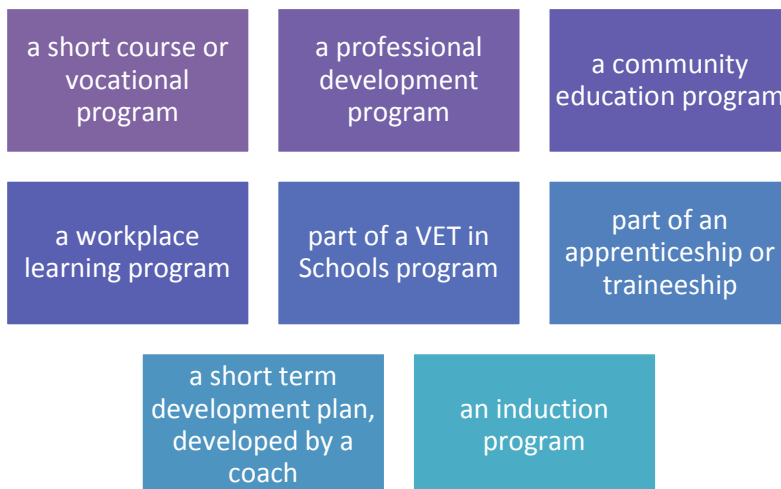 a short course or
vocational
program
a professional
development
program
a community
education program
a workplace
learning program
part of a VET in
Schools program
part of an
apprenticeship or
traineeship
a short term
development plan,
developed by a
coach
an induction
program